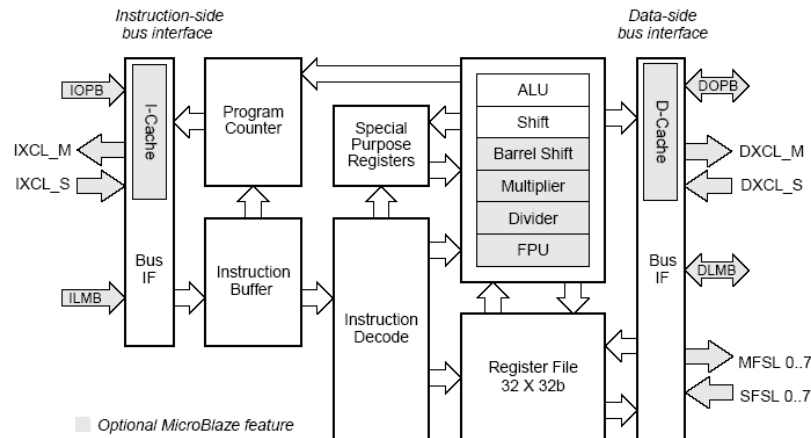 Instruction-side
bus interface
Data-side
bus interface
IOPB
I-Cache
Program
Counter
Special
Purpose
Registers
ALU
Shift
Barrel Shift
Multiplier
Divider
FPU
D-Cache
DOPB
IXCL_M
IXCL_S
DXCL_M
DXCL_S
Bus
IF
ILMB
Instruction
Buffer
Instruction
Decode
Register File
32 X 32b
Bus
IF
DLMB
MFSL 0..7
SFSL 0..7
Optional MicroBlaze feature